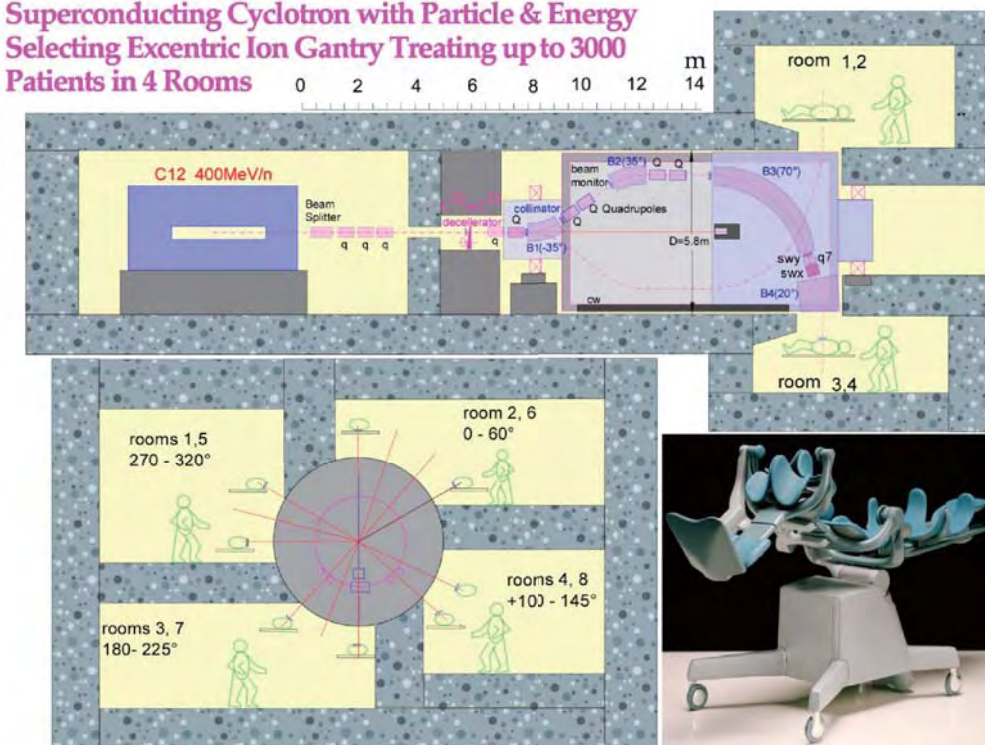 Superconducting Cyclotron with Particle & Energy
Selecting Excentric Ion Gantry Treating up to 3000
Patients in 4 Rooms
0 2 4 6 8 10 12 14
m
room 1,2
C12 400MeV/n
Beam
Splitter
q q q
decellerator
q
collinator
Q
B1(-35°)
Q
Q Quadrupoles
beam
monitor
B2(35°)
Q Q
B3(70°)
D=5.8m
swy
swx
q7
B4(20°)
cw
room 3,4
rooms 1,5
270 - 320°
room 2, 6
0 - 60°
rooms 4, 8
+100 - 145°
rooms 3, 7
180- 225°